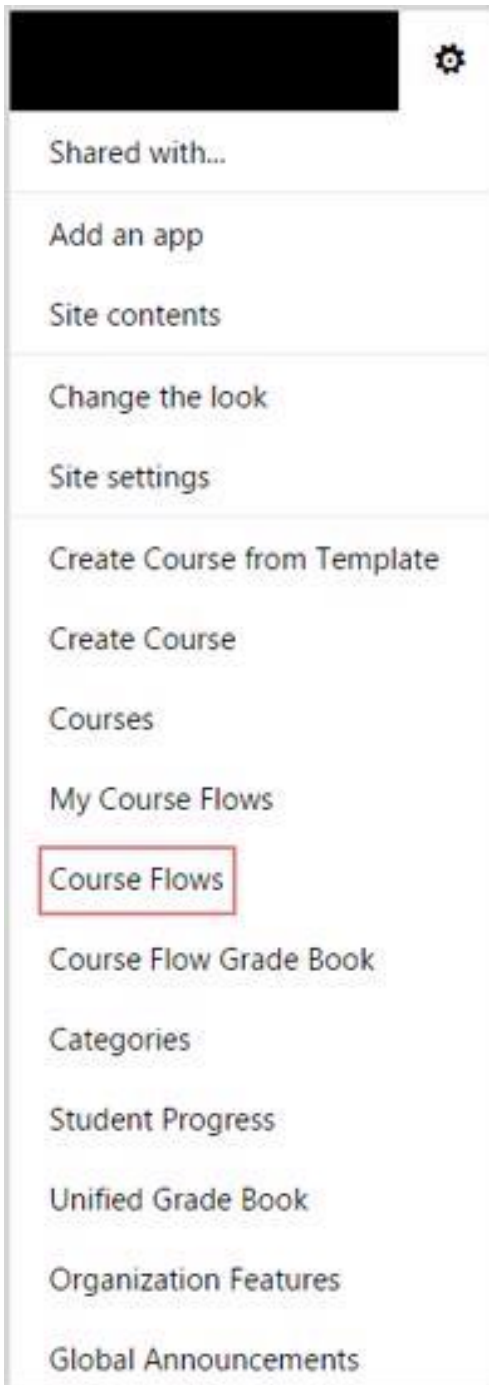 Shared with...
Add an app
Site contents
Change the look
Site settings
Create Course from Template
Create Course
Courses
My Course Flows
Course Flows
Course Flow Grade Book
Categories
Student Progress
Unified Grade Book
Organization Features
Global Announcements